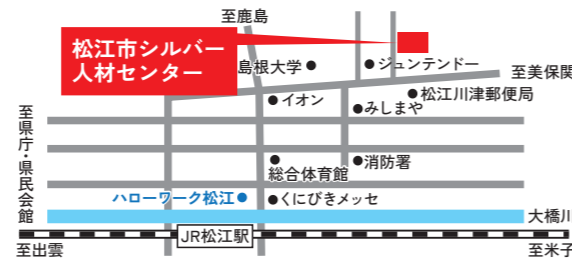 至鹿島
松江市シルバー
人材センター
島根大学
ジュンテンドー
至美保関
イオン
松江川津郵便局
みしまや
至県庁・県民会館
総合体育館
消防署
ハローワーク松江
くにびきメッセ
大橋川
JR松江駅
至出雲
至米子